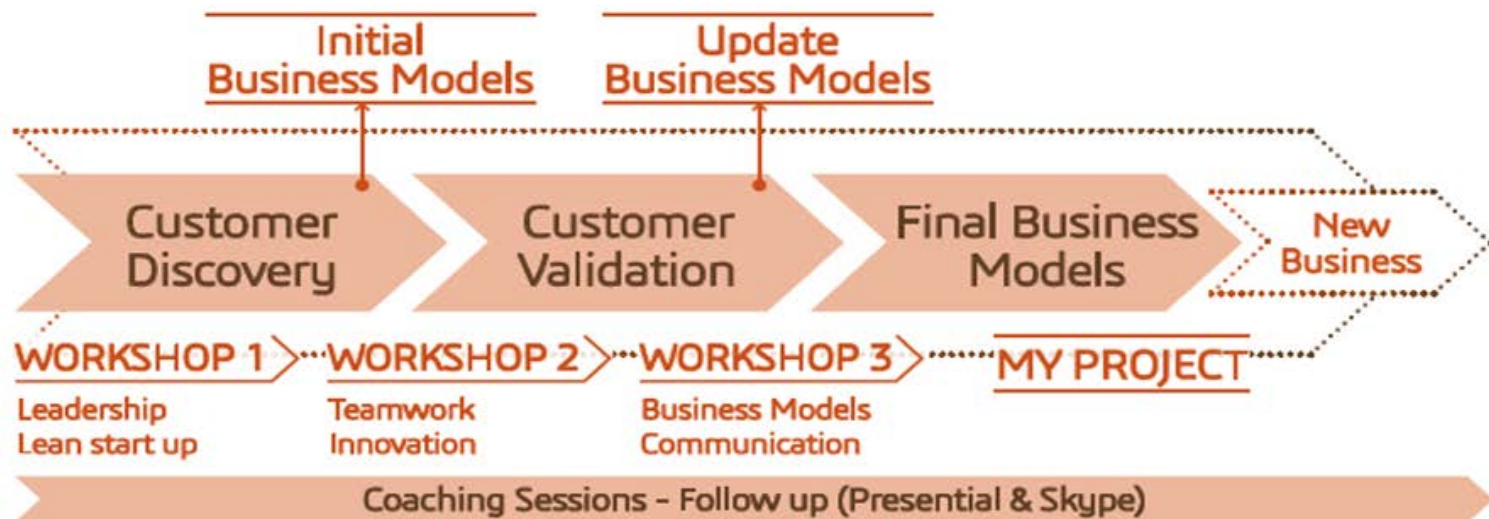 Initial
Business Models
Update
Business Models
Customer
Discovery
Customer
Validation
Final Business
Models
New
Business
WORKSHOP 1
Leadership
Lean start up
WORKSHOP 2
Teamwork
Innovation
WORKSHOP 3
Business Models
Communication
MY PROJECT
Coaching Sessions - Follow up (Presential & Skype)